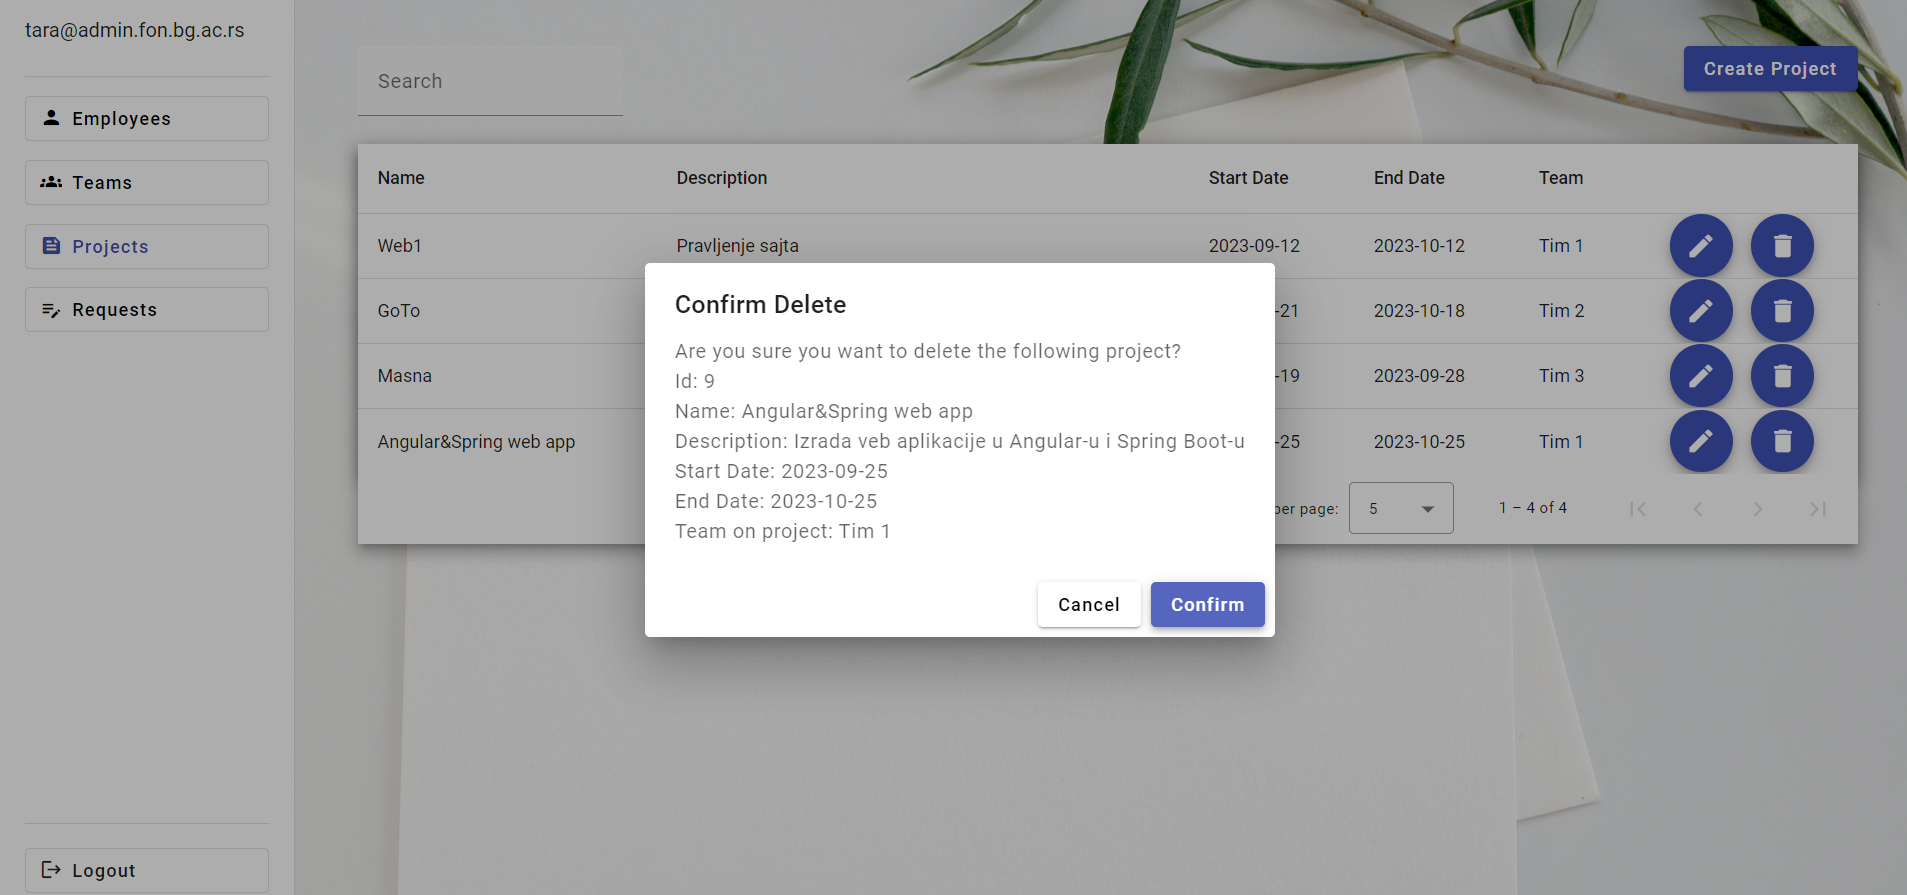 tara@admin.fon.bg.ac.rs
Employees
Teams
Projects
Requests
Logout
Search
Create Project
Name Description Start Date End Date Team
Web1 Pravljenje sajta 2023-09-12 2023-10-12 Tim 1
GoTo -21 2023-10-18 Tim 2
Masna -19 2023-09-28 Tim 3
Angular&Spring web app -25 2023-10-25 Tim 1
per page: 5 1 – 4 of 4
Confirm Delete
Are you sure you want to delete the following project?
Id: 9
Name: Angular&Spring web app
Description: Izrada veb aplikacije u Angular-u i Spring Boot-u
Start Date: 2023-09-25
End Date: 2023-10-25
Team on project: Tim 1
Cancel Confirm